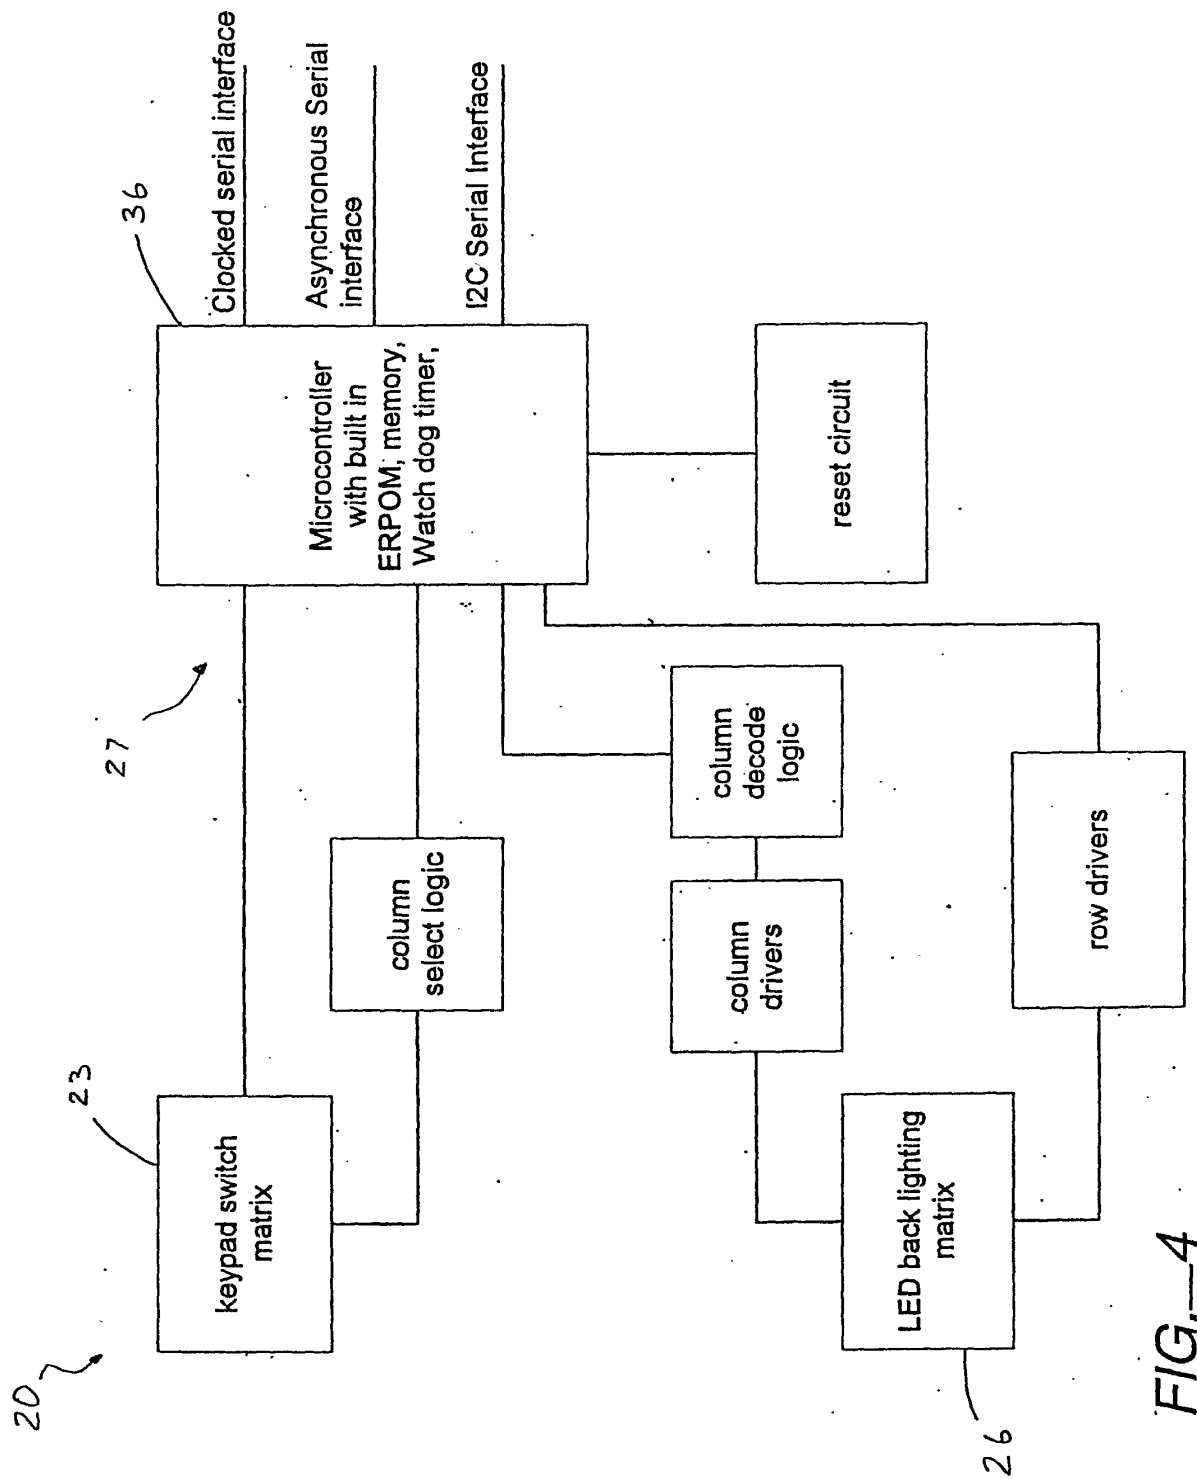 20
23
27
36
keypad switch
matrix
column
select logic
Microcontroller
with built in
ERPOM, memory,
Watch dog timer,
Clocked serial interface
Asynchronous Serial
interface
I2C Serial Interface
column
decode
logic
column
drivers
reset circuit
LED back lighting
matrix
row drivers
26
FIG.—4